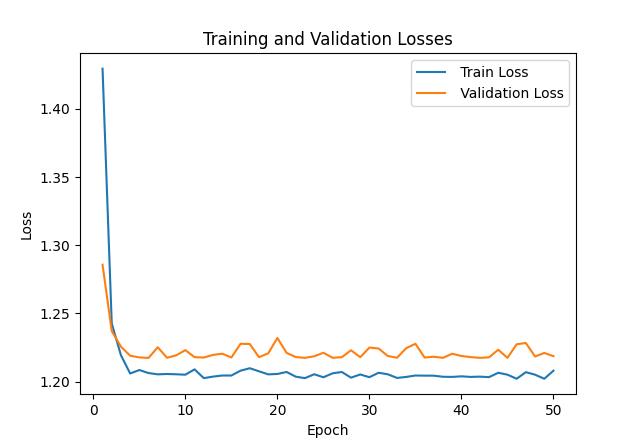 Training and Validation Losses
Train Loss
Validation Loss
1.40
1.35
1.30
1.25
1.20
Loss
0
10
20
30
40
50
Epoch